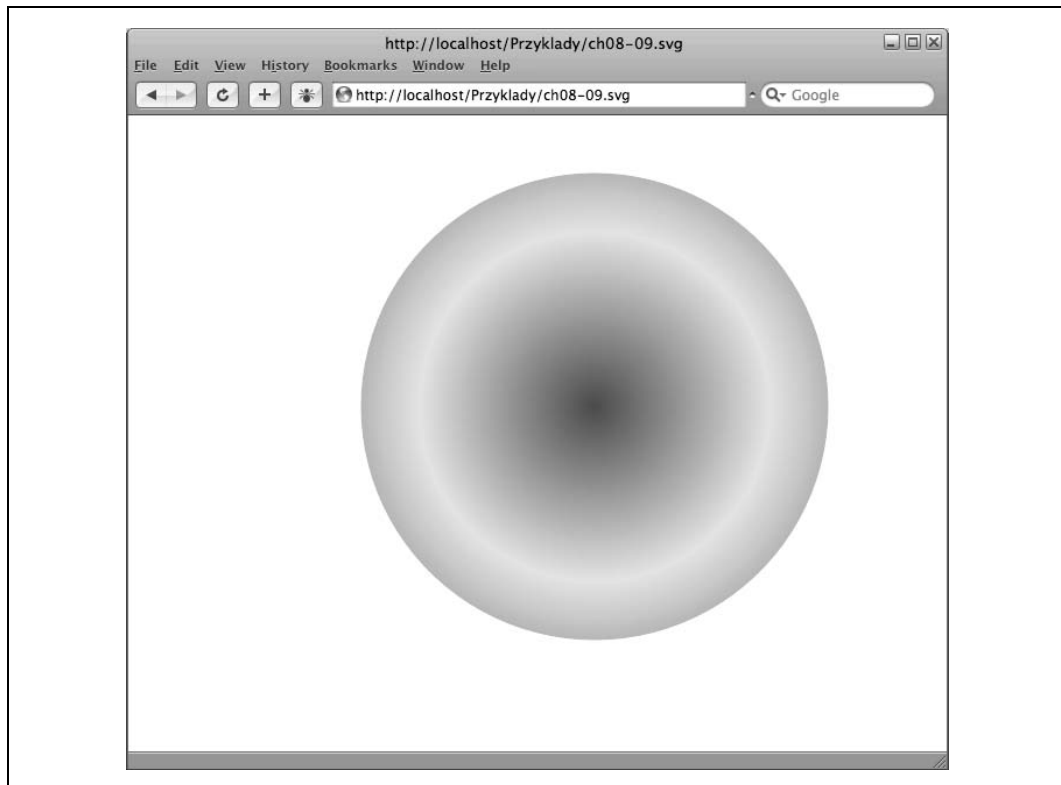 http://localhost/Przyklady/ch08-09.svg
File Edit View History Bookmarks Window Help
http://localhost/Przyklady/ch08-09.svg Google